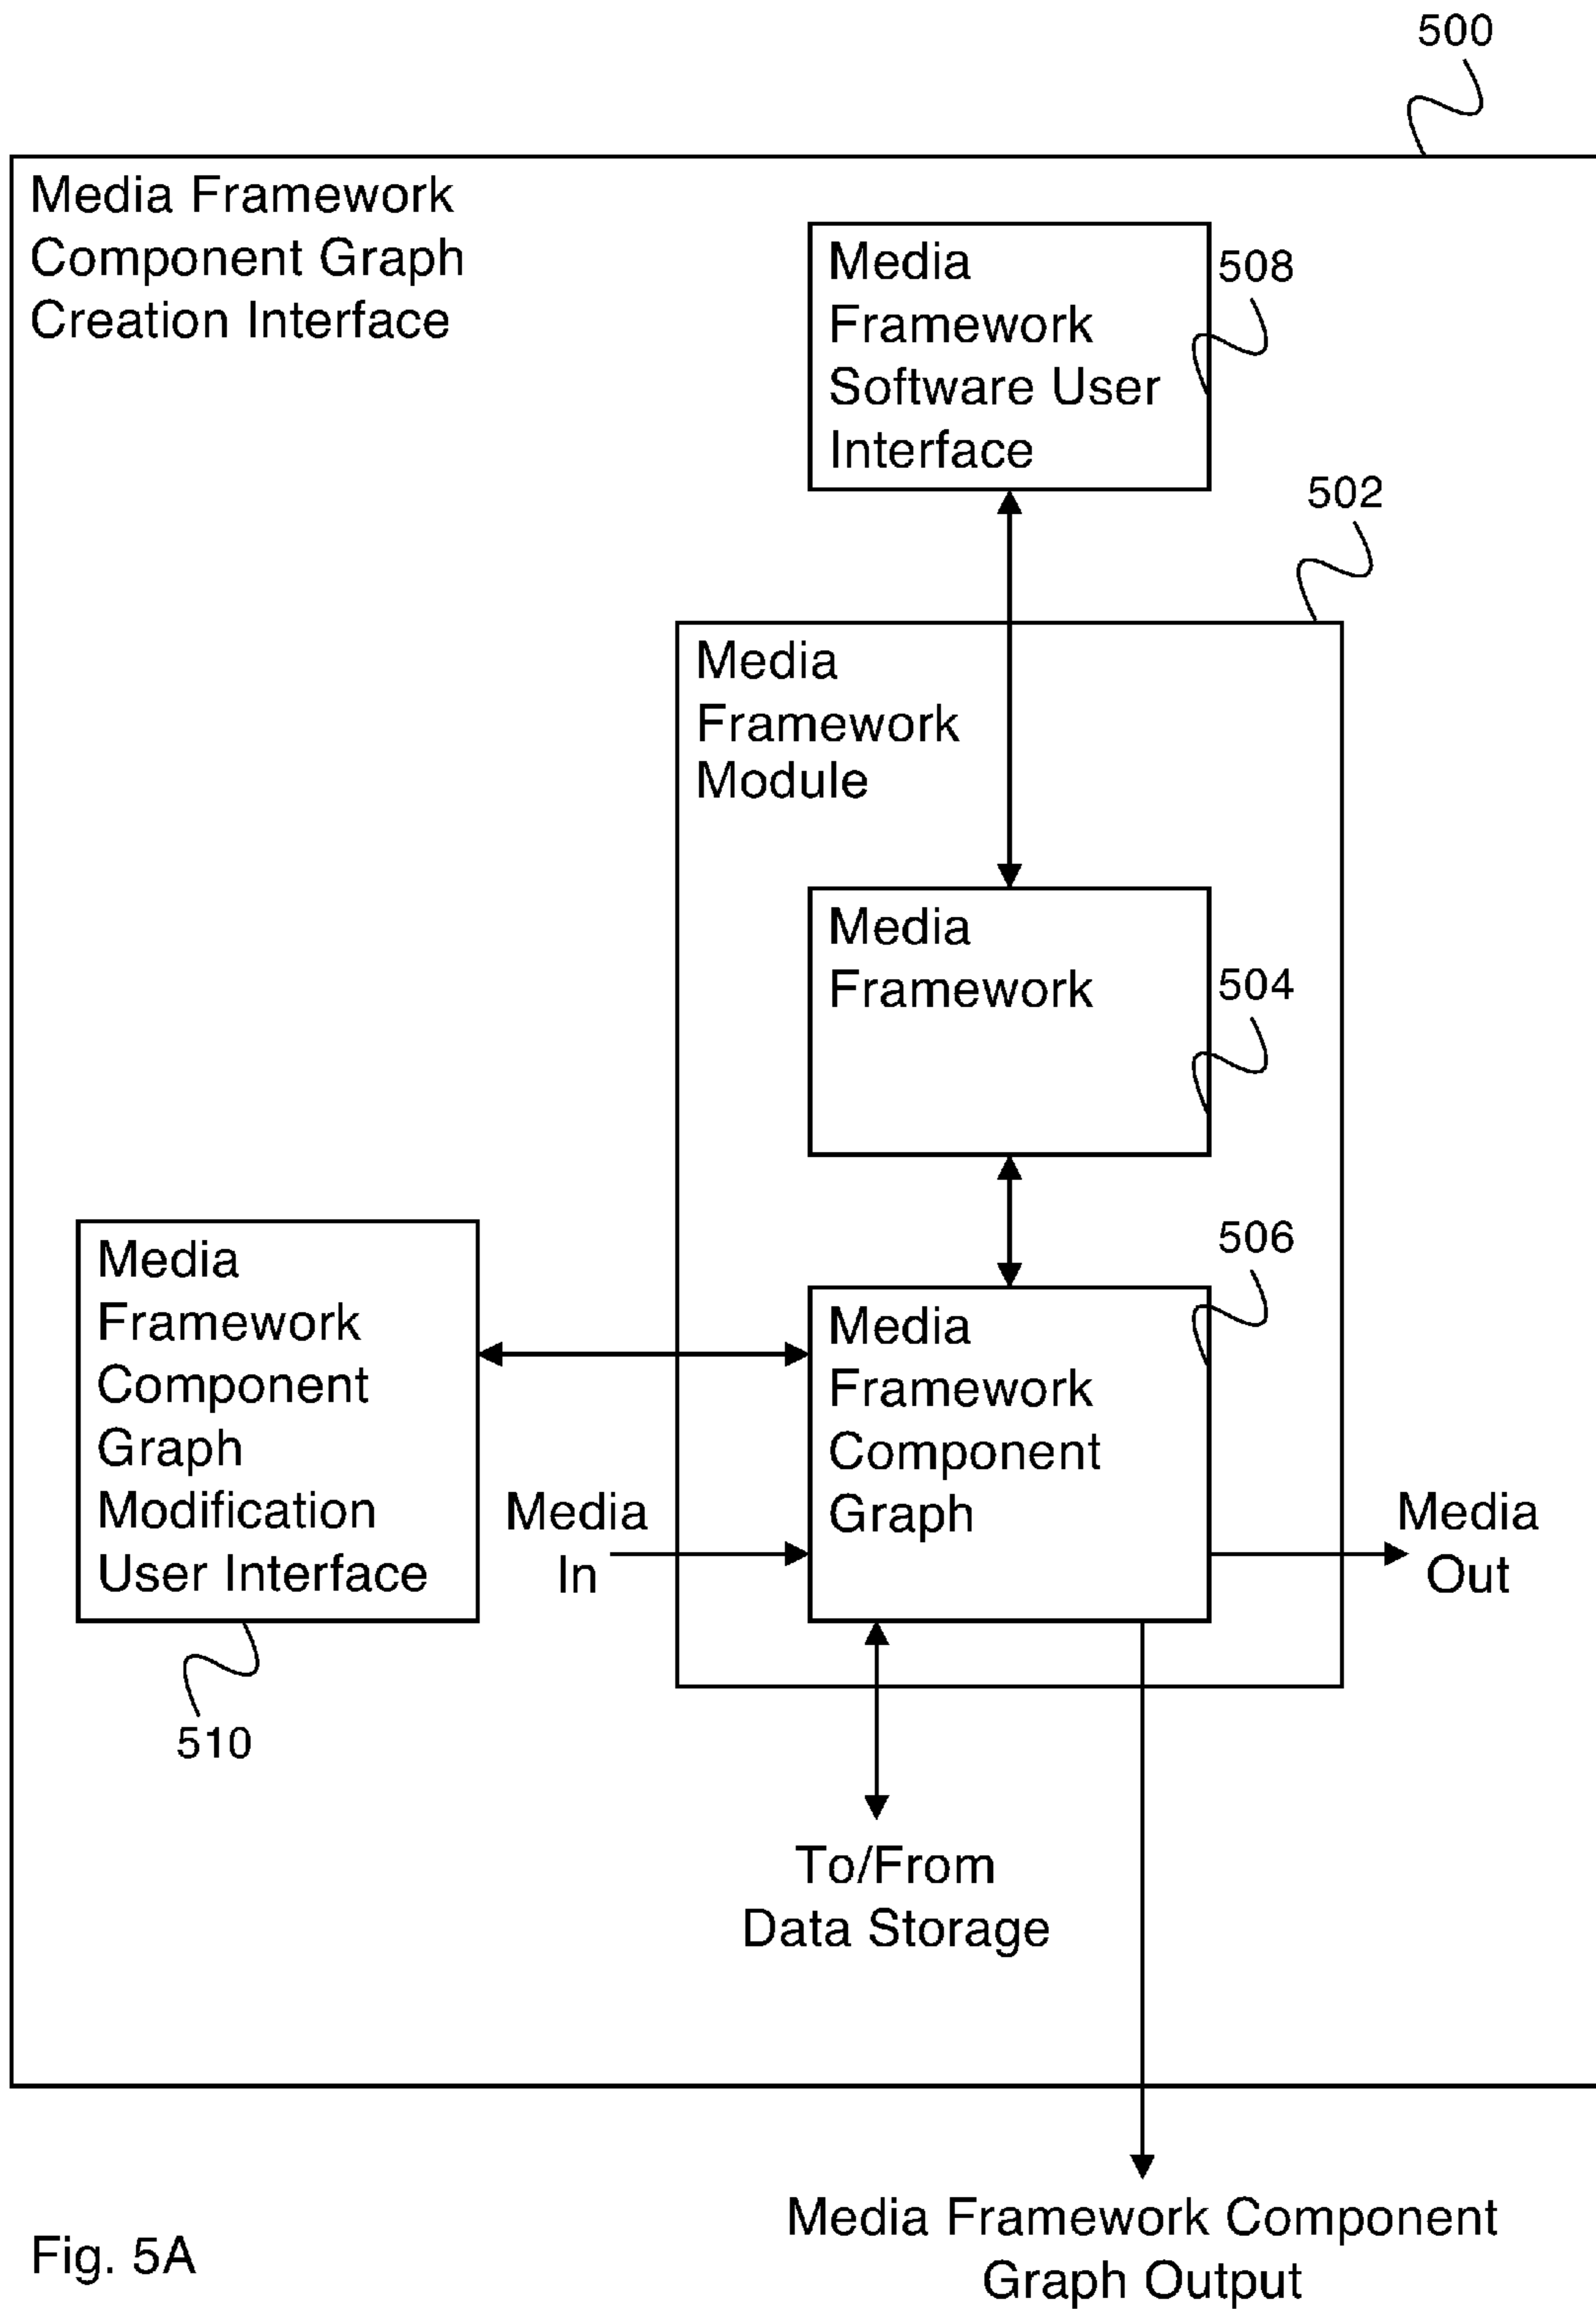 500
Media Framework
Component Graph
Creation Interface
Media
Framework
Software User
Interface
508
502
Media
Framework
Module
Media
Framework
504
506
Media
Framework
Component
Graph
Modification
User Interface
510
Media
Framework
Component
Graph
Media
In
Media
Out
To/From
Data Storage
Media Framework Component
Graph Output
Fig. 5A